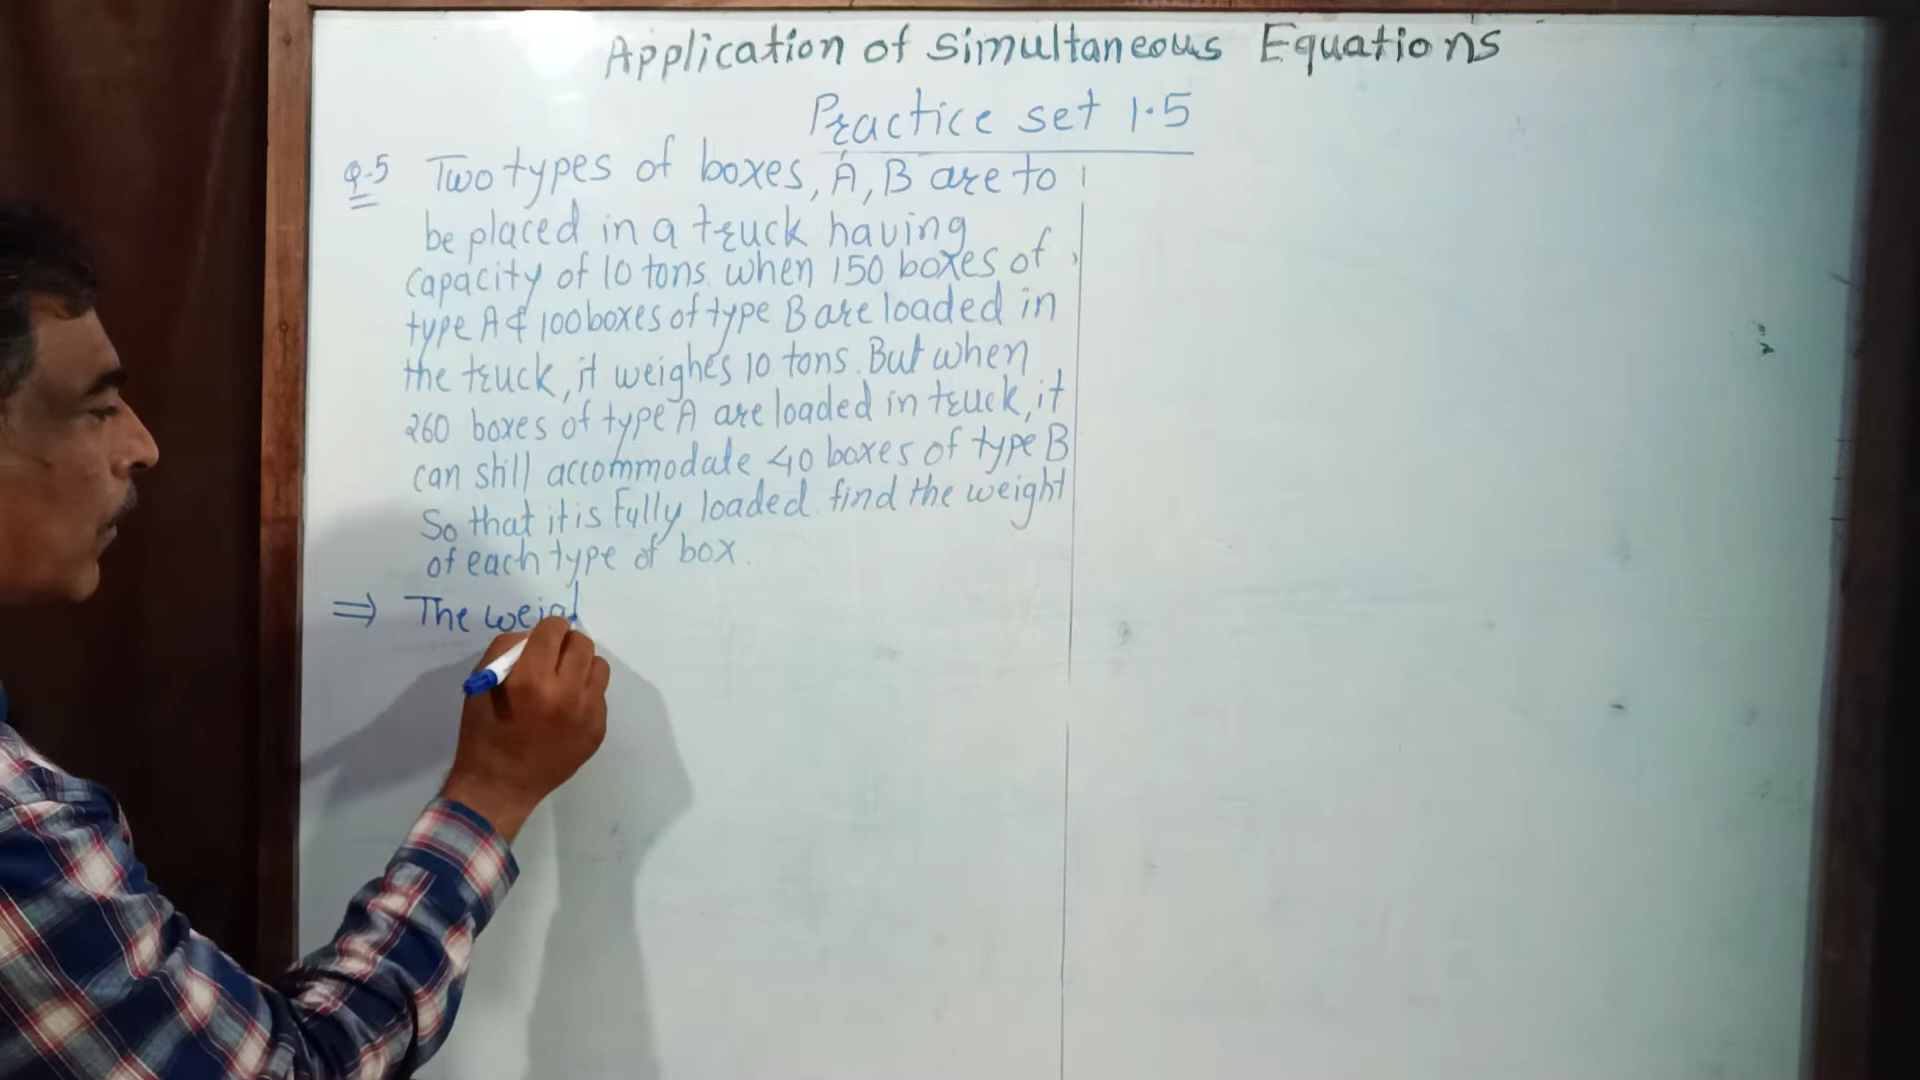 Application of Simultaneous Equations
Practice set 1.5
Q.5 Two types of boxes, A, B are to
be placed in a truck having
capacity of 10 tons. when 150 boxes of
type A & 100 boxes of type B are loaded in
the truck, it weighes 10 tons. But when
260 boxes of type A are loaded in truck, it
can still accommodate 40 boxes of type B
So that it is Fully loaded. find the weight
of each type of box.
⇒ The weigh